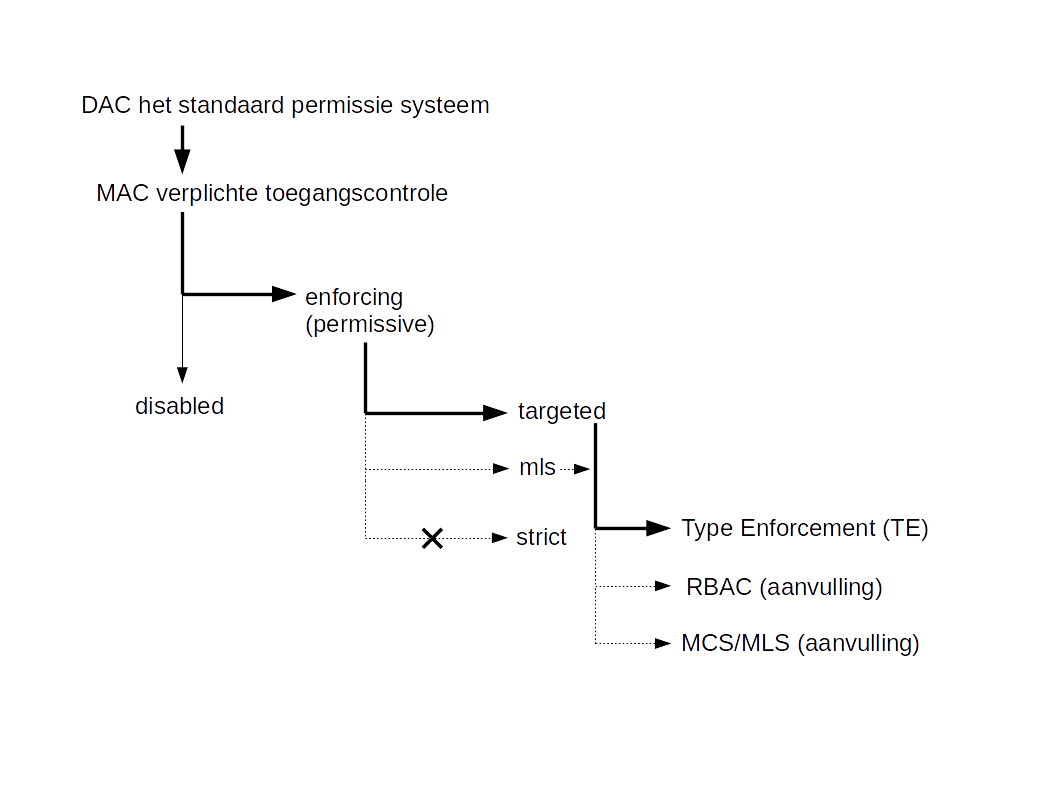 DAC het standaard permissie systeem
MAC verplichte toegangscontrole
enforcing
(permissive)
disabled
targeted
mls
strict
Type Enforcement (TE)
RBAC (aanvulling)
MCS/MLS (aanvulling)